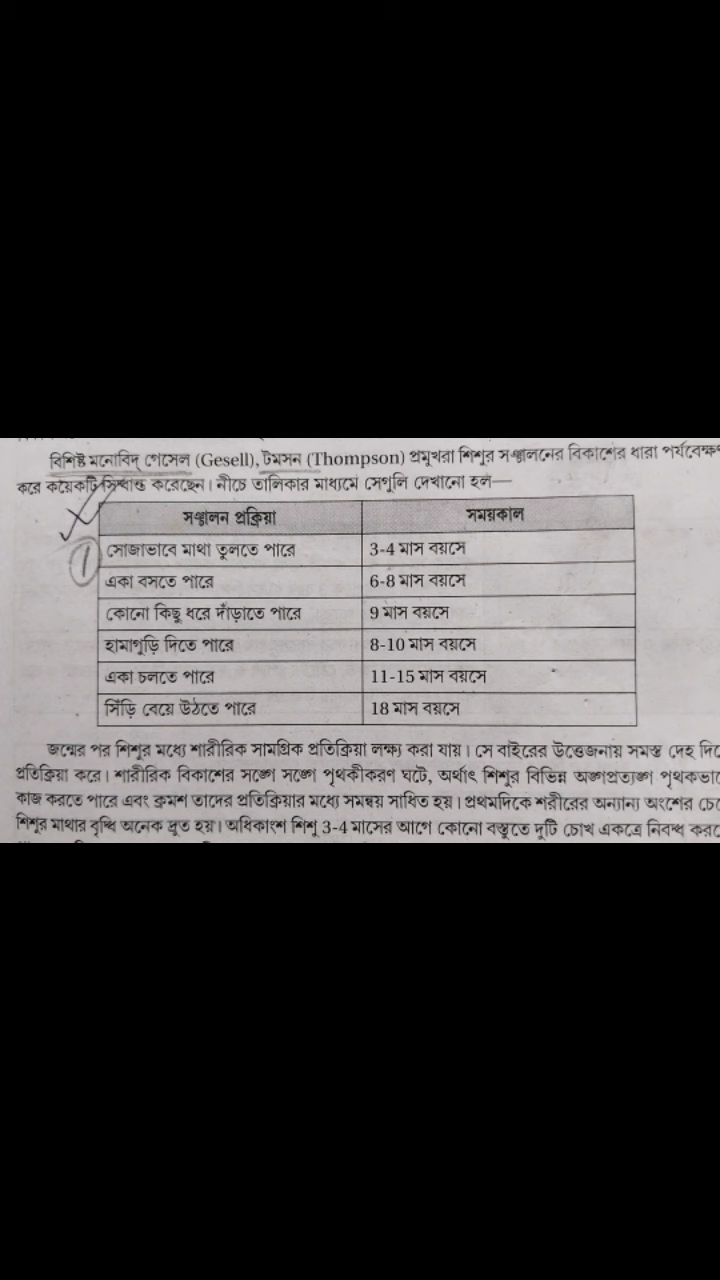 বিশিষ্ট মনোবিদ্ গেসেল (Gesell), টমসন (Thompson) প্রমুখরা শিশুর সঞ্চালনের বিকাশের ধারা পর্যবেক্ষণ
করে কয়েকটি সিদ্ধান্ত করেছেন। নীচে তালিকার মাধ্যমে সেগুলি দেখানো হল—
সঞ্চালন প্রক্রিয়া সময়কাল
1 সোজাভাবে মাথা তুলতে পারে 3-4 মাস বয়সে
একা বসতে পারে 6-8 মাস বয়সে
কোনো কিছু ধরে দাঁড়াতে পারে 9 মাস বয়সে
হামাগুড়ি দিতে পারে 8-10 মাস বয়সে
একা চলতে পারে 11-15 মাস বয়সে
সিঁড়ি বেয়ে উঠতে পারে 18 মাস বয়সে
জন্মের পর শিশুর মধ্যে শারীরিক সামগ্রিক প্রতিক্রিয়া লক্ষ্য করা যায়। সে বাইরের উত্তেজনায় সমস্ত দেহ দি
প্রতিক্রিয়া করে। শারীরিক বিকাশের সঙ্গে সঙ্গে পৃথকীকরণ ঘটে, অর্থাৎ শিশুর বিভিন্ন অঙ্গপ্রত্যঙ্গ পৃথকভা
কাজ করতে পারে এবং ক্রমশ তাদের প্রতিক্রিয়ার মধ্যে সমন্বয় সাধিত হয়। প্রথমদিকে শরীরের অন্যান্য অংশের চে
শিশুর মাথার বৃদ্ধি অনেক দ্রুত হয়। অধিকাংশ শিশু 3-4 মাসের আগে কোনো বস্তুতে দুটি চোখ একত্রে নিবদ্ধ করতে